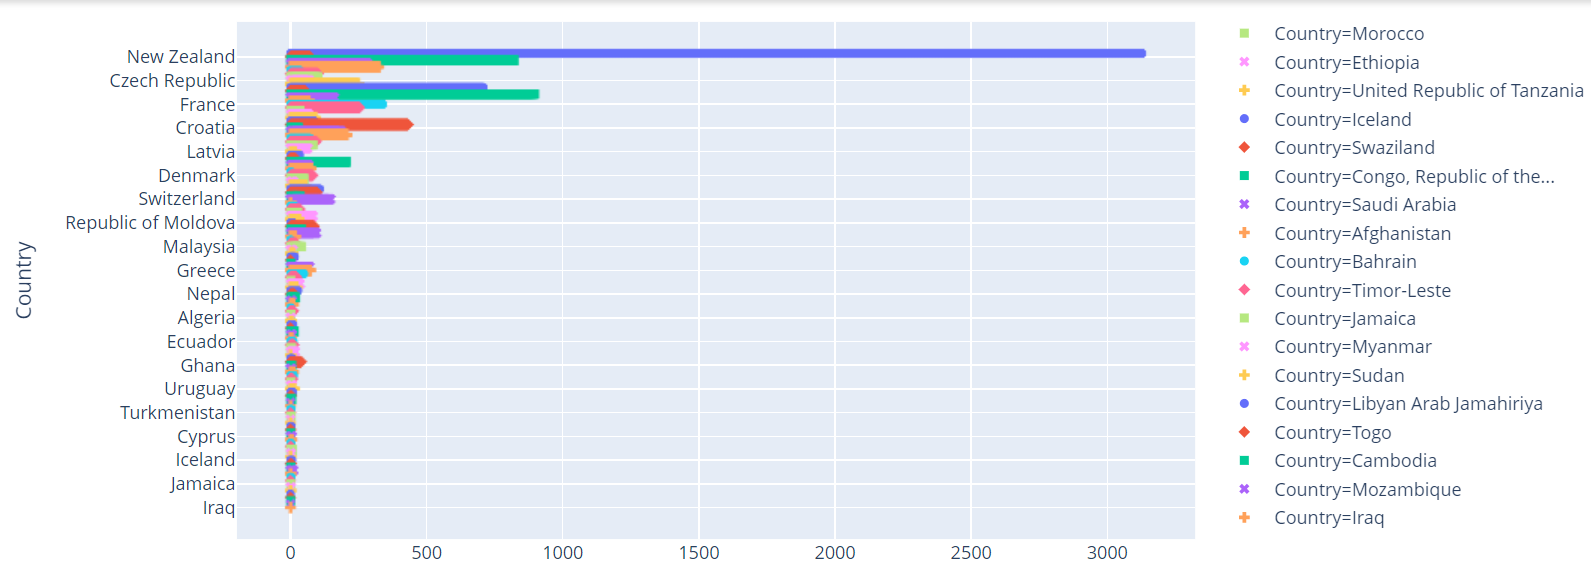 Country
New Zealand
Czech Republic
France
Croatia
Latvia
Denmark
Switzerland
Republic of Moldova
Malaysia
Greece
Nepal
Algeria
Ecuador
Ghana
Uruguay
Turkmenistan
Cyprus
Iceland
Jamaica
Iraq
0 500 1000 1500 2000 2500 3000
Country=Morocco
Country=Ethiopia
Country=United Republic of Tanzania
Country=Iceland
Country=Swaziland
Country=Congo, Republic of the...
Country=Saudi Arabia
Country=Afghanistan
Country=Bahrain
Country=Timor-Leste
Country=Jamaica
Country=Myanmar
Country=Sudan
Country=Libyan Arab Jamahiriya
Country=Togo
Country=Cambodia
Country=Mozambique
Country=Iraq